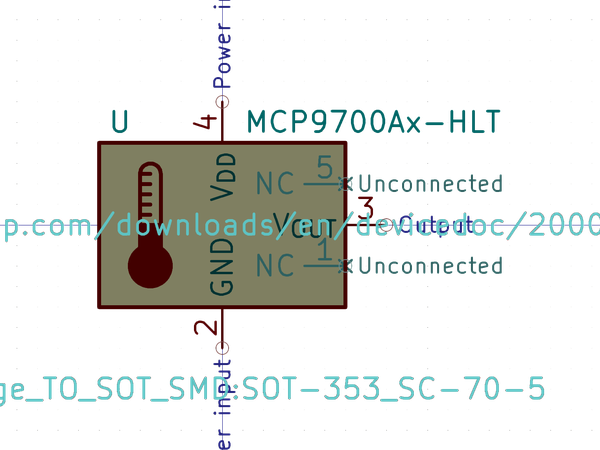 Power in
U
4
MCP9700Ax-HLT
VDD
5
NC
Unconnected
3
p.com/downloads/en/devicedoc/2000
VOUT
Output
1
NC
Unconnected
GND
2
er input
ge_TO_SOT_SMD:SOT-353_SC-70-5